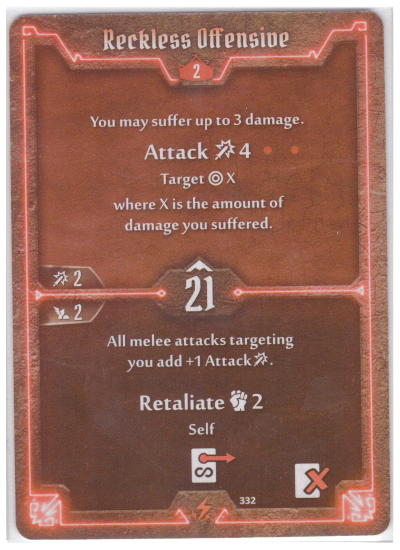 Reckless Offensive
2
You may suffer up to 3 damage.
Attack 4
Target X
where X is the amount of
damage you suffered.
2
21
2
All melee attacks targeting
you add +1 Attack.
Retaliate 2
Self
332